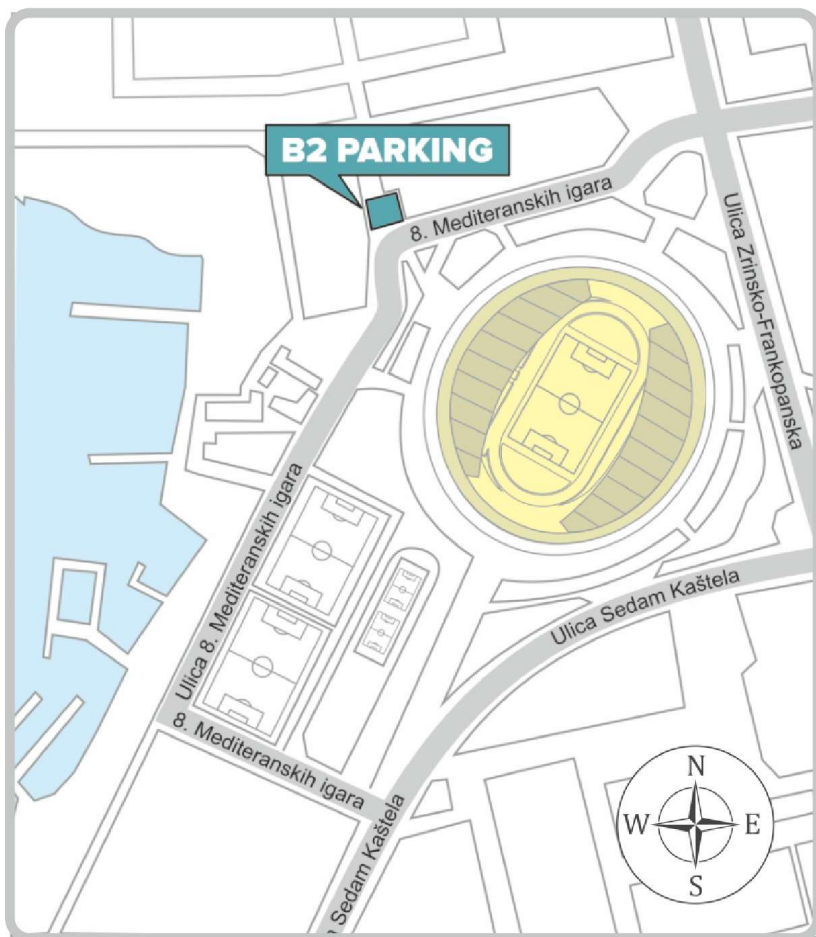 B2 PARKING
8. Mediteranskih igara
Ulica Zrinsko-Frankopanska
Ulica 8. Mediteranskih igara
Ulica Sedam Kaštela
8. Mediteranskih igara
Sedam Kaštela
N
W E
S